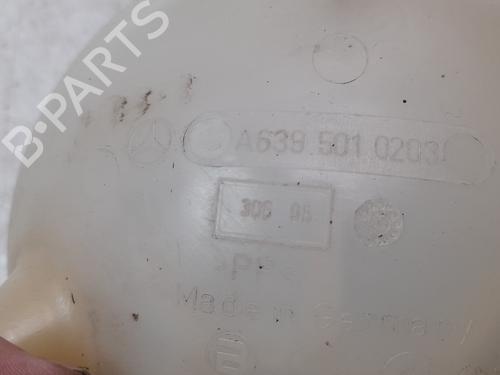 B-PARTS
A639 501 0203
306 08
>PP<
Made in Germany